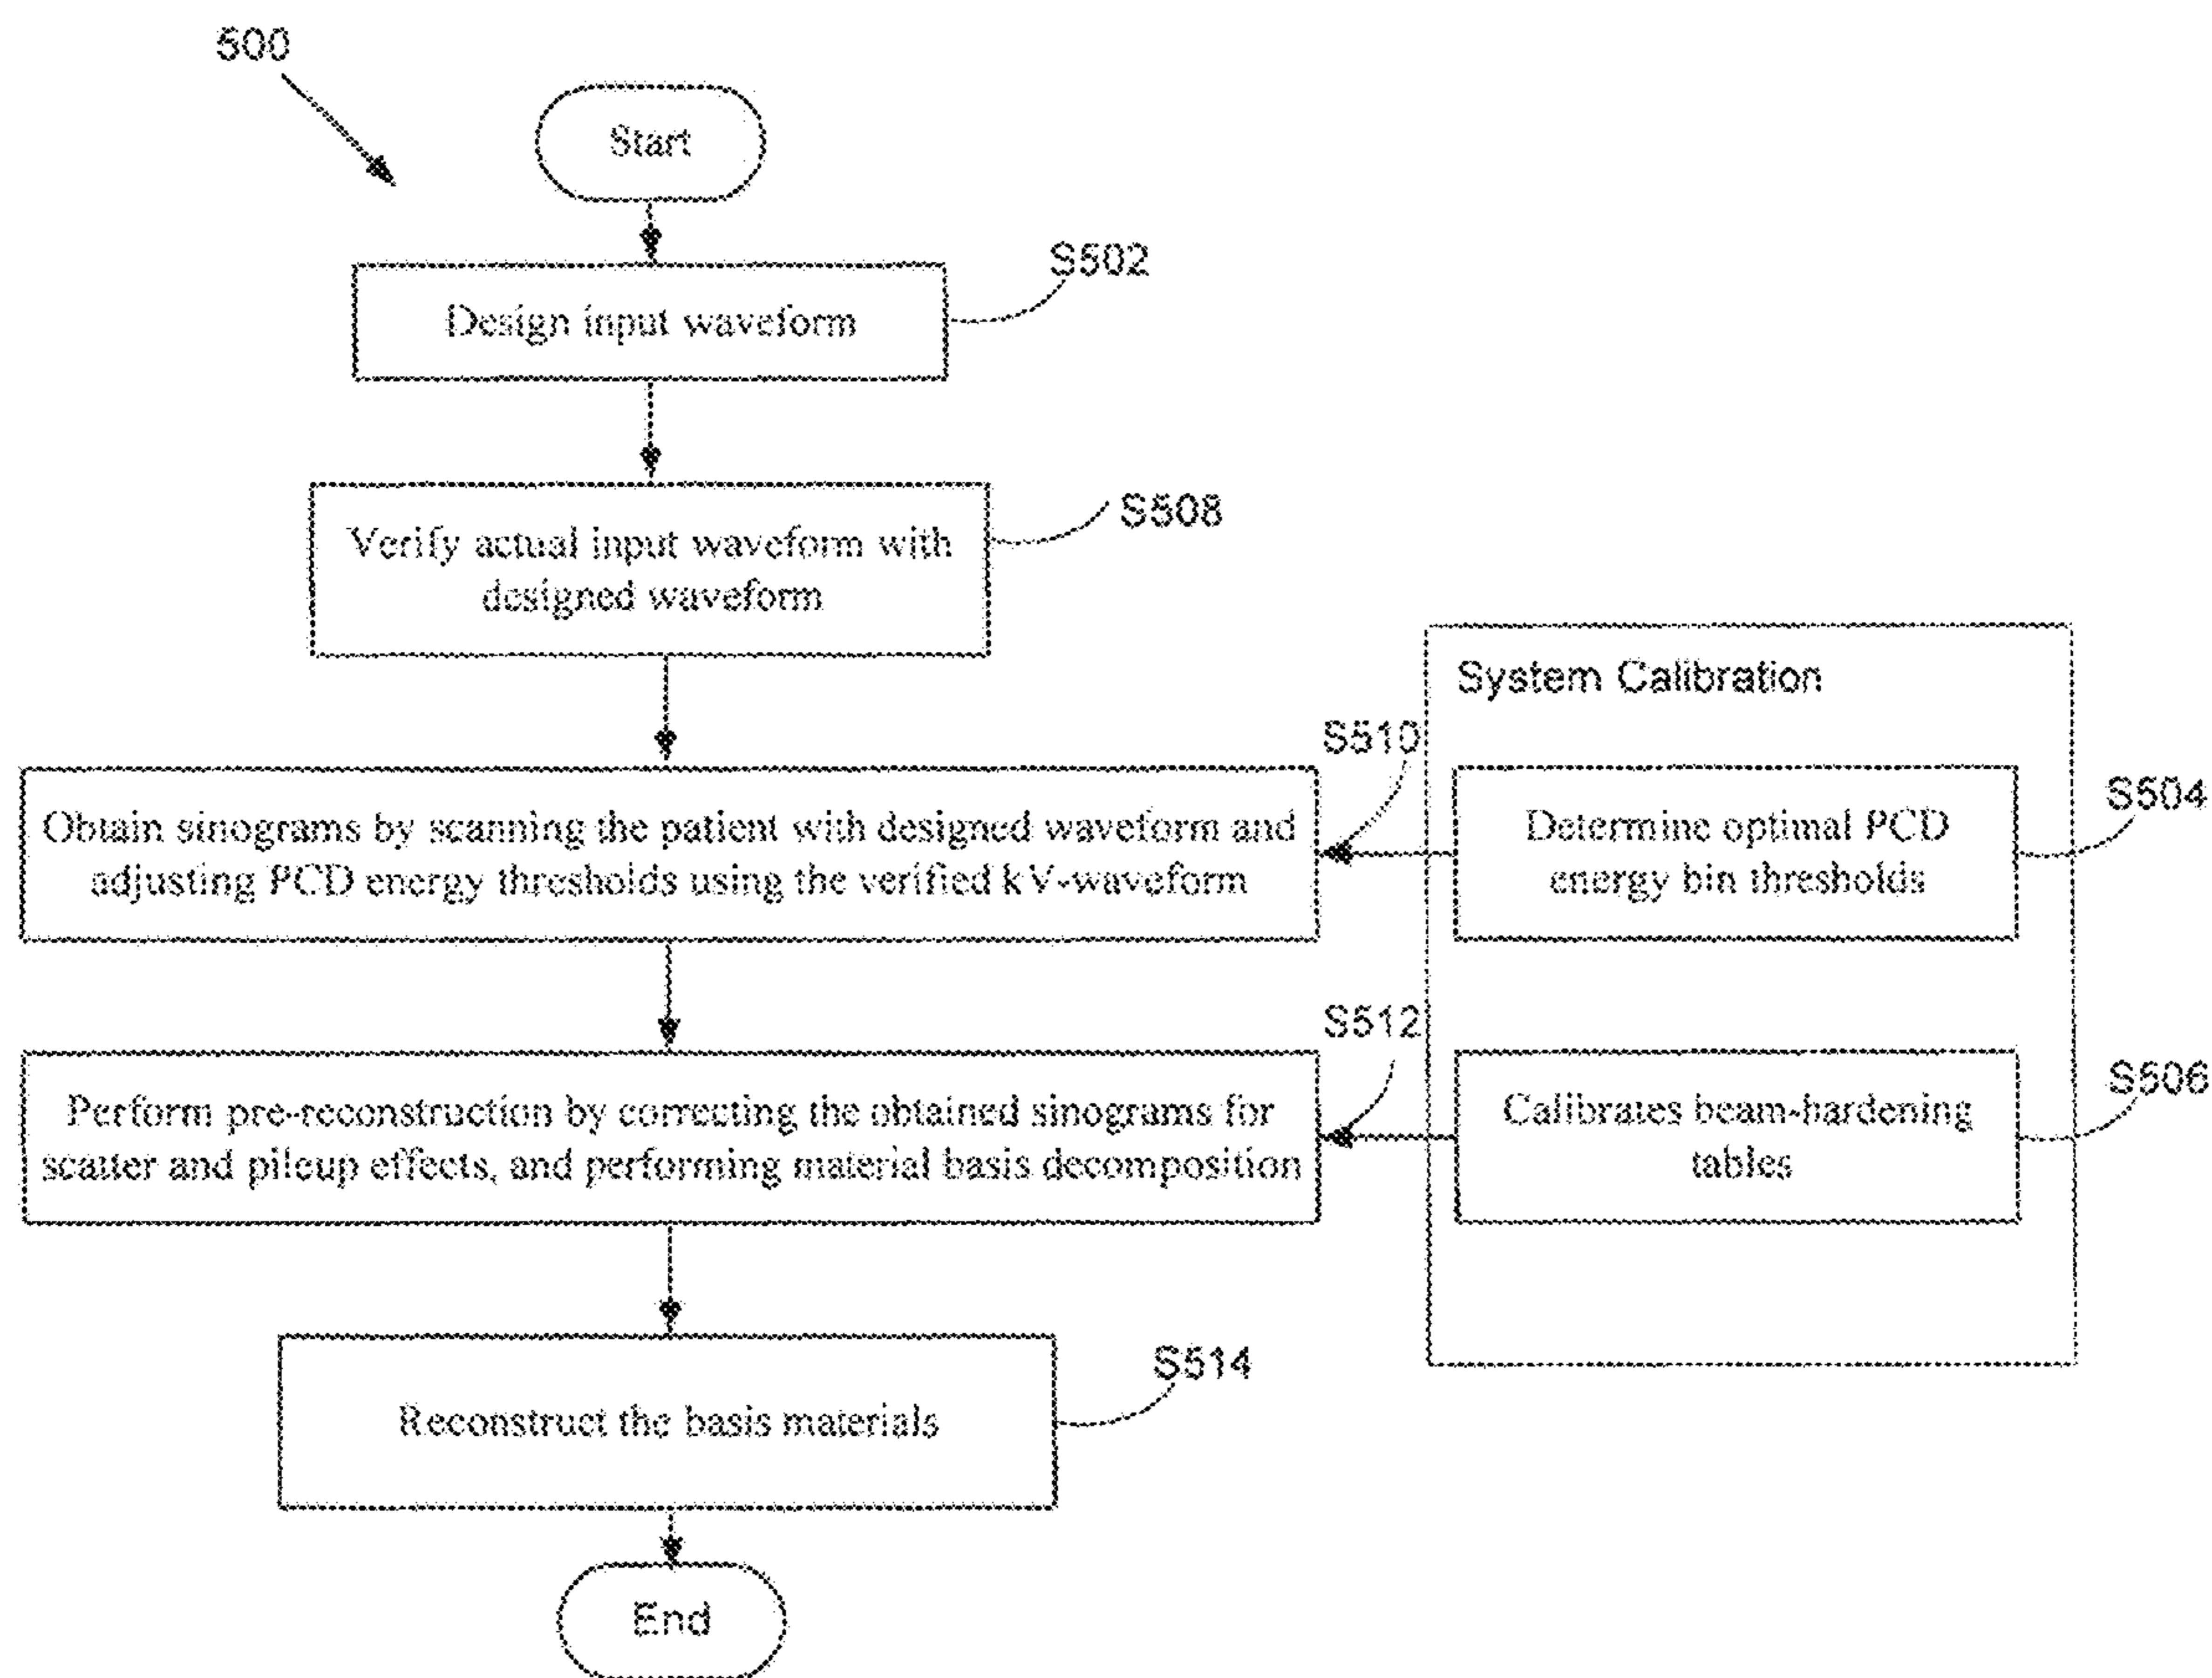 500
Start
S502
Design input waveform
S508
Verify actual input waveform with
designed waveform
System Calibration
S510
S504
Obtain sinograms by scanning the patient with designed waveform and
adjusting PCD energy thresholds using the verified kV-waveform
Determine optimal PCD
energy bin thresholds
S512
S506
Perform pre-reconstruction by correcting the obtained sinograms for
scatter and pileup effects, and performing material basis decomposition
Calibrates beam-hardening
tables
S514
Reconstruct the basis materials
End